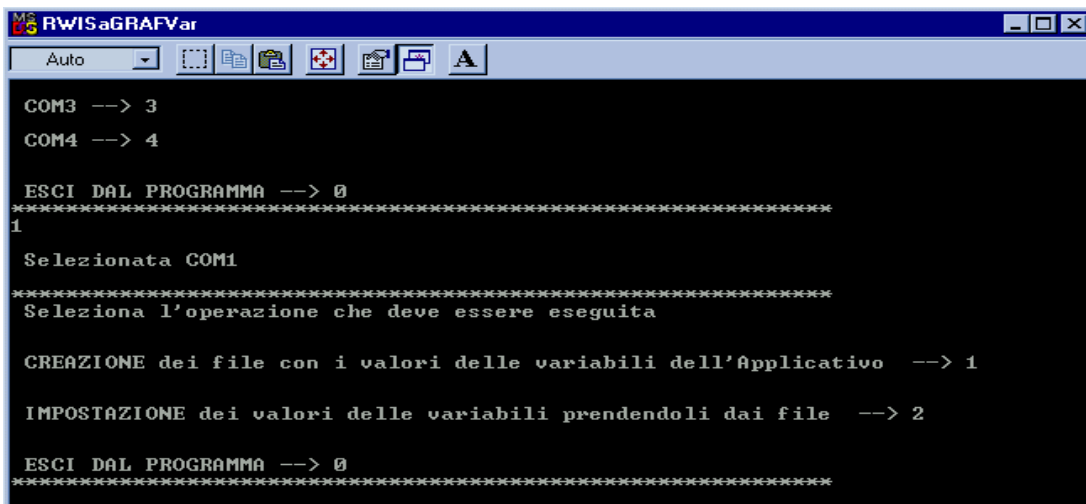 MS DOS RWISaGRAFVar
Auto A
COM3 --> 3
COM4 --> 4
ESCI DAL PROGRAMMA --> 0
**************************************************************
1
Selezionata COM1
**************************************************************
Seleziona l'operazione che deve essere eseguita
CREAZIONE dei file con i valori delle variabili dell'Applicativo --> 1
IMPOSTAZIONE dei valori delle variabili prendendoli dai file --> 2
ESCI DAL PROGRAMMA --> 0
**************************************************************